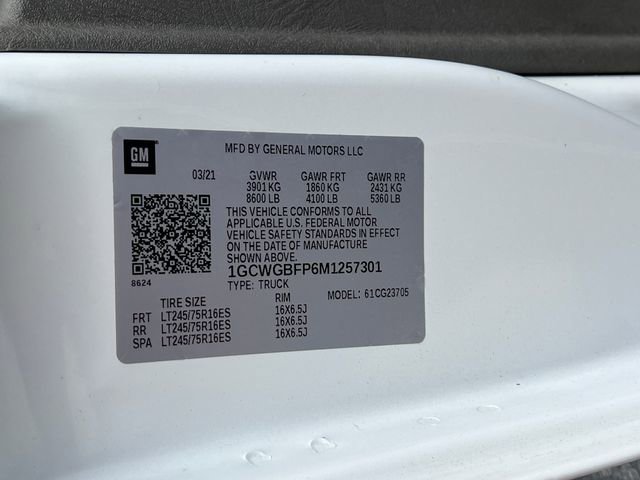 GM
MFD BY GENERAL MOTORS LLC
03/21 GVWR GAWR FRT GAWR RR
3901 KG 1860 KG 2431 KG
8600 LB 4100 LB 5360 LB
THIS VEHICLE CONFORMS TO ALL
APPLICABLE U.S. FEDERAL MOTOR
VEHICLE SAFETY STANDARDS IN EFFECT
ON THE DATE OF MANUFACTURE
SHOWN ABOVE.
8624
1GCWGBFP6M1257301
TYPE: TRUCK MODEL: 61CG23705
TIRE SIZE RIM
FRT LT245/75R16ES 16X6.5J
RR LT245/75R16ES 16X6.5J
SPA LT245/75R16ES 16X6.5J